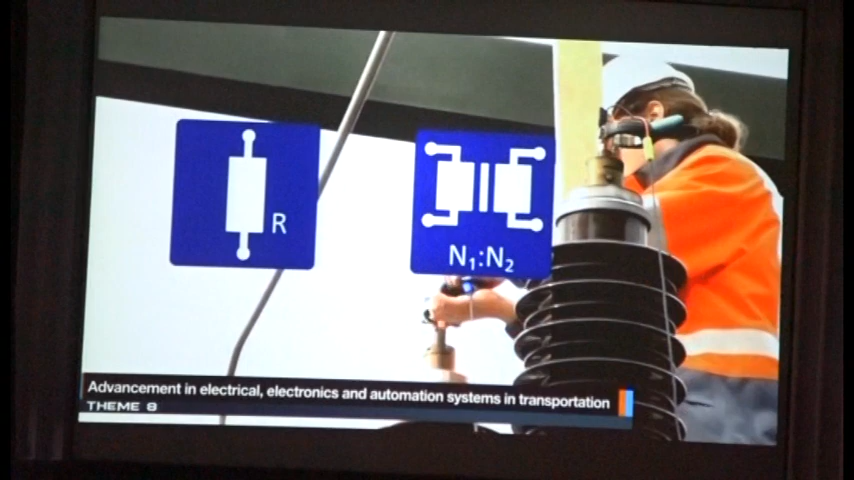 R
N₁:N₂
Advancement in electrical, electronics and automation systems in transportation
THEME 8